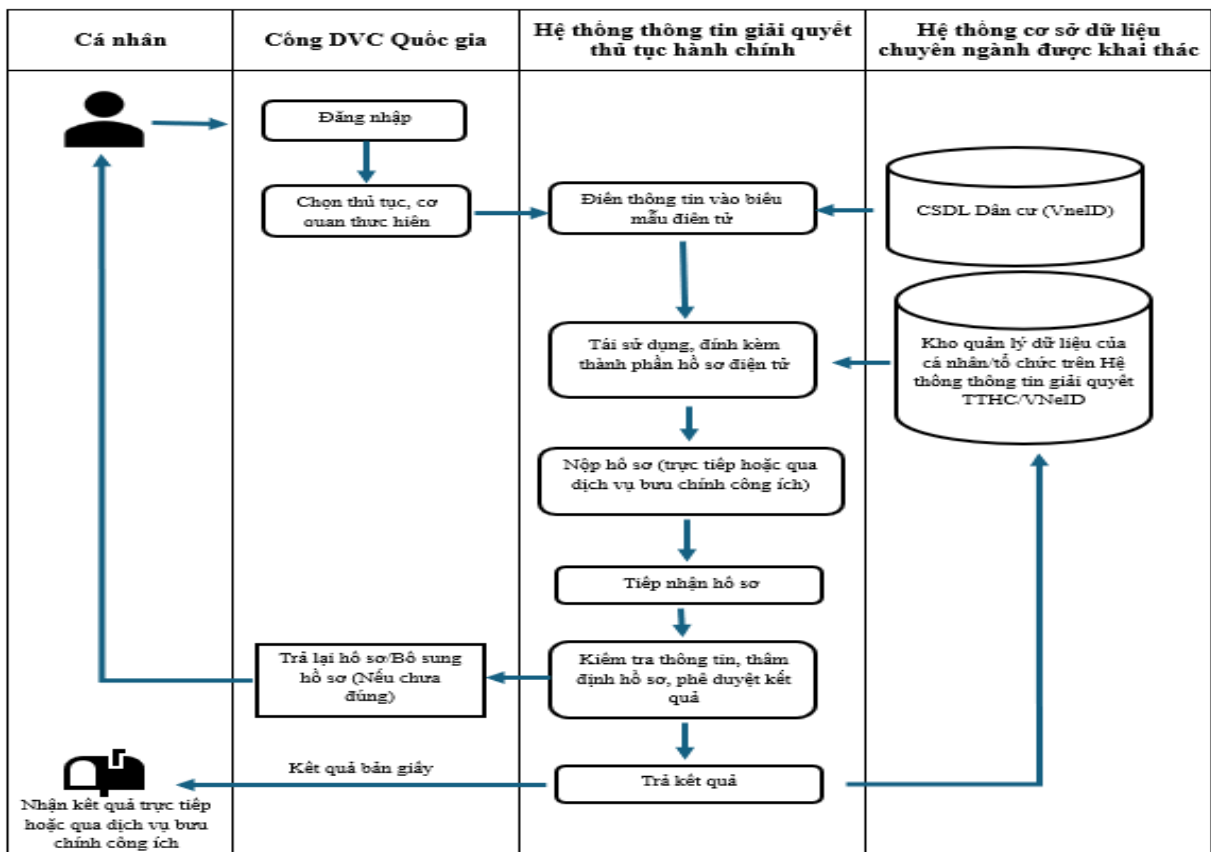 Cá nhân
Cổng DVC Quốc gia
Hệ thống thông tin giải quyết
thủ tục hành chính
Hệ thống cơ sở dữ liệu
chuyên ngành được khai thác
Đăng nhập
Chọn thủ tục, cơ
quan thực hiện
Điền thông tin vào biểu
mẫu điện tử
CSDL Dân cư (VneID)
Tái sử dụng, đính kèm
thành phần hồ sơ điện tử
Kho quản lý dữ liệu của
cá nhân/tổ chức trên Hệ
thống thông tin giải quyết
TTHC/VNeID
Nộp hồ sơ (trực tiếp hoặc qua
dịch vụ bưu chính công ích)
Tiếp nhận hồ sơ
Trả lại hồ sơ/Bổ sung
hồ sơ (Nếu chưa
đúng)
Kiểm tra thông tin, thẩm
định hồ sơ, phê duyệt kết
quả
Kết quả bản giấy
Trả kết quả
Nhận kết quả trực tiếp
hoặc qua dịch vụ bưu
chính công ích